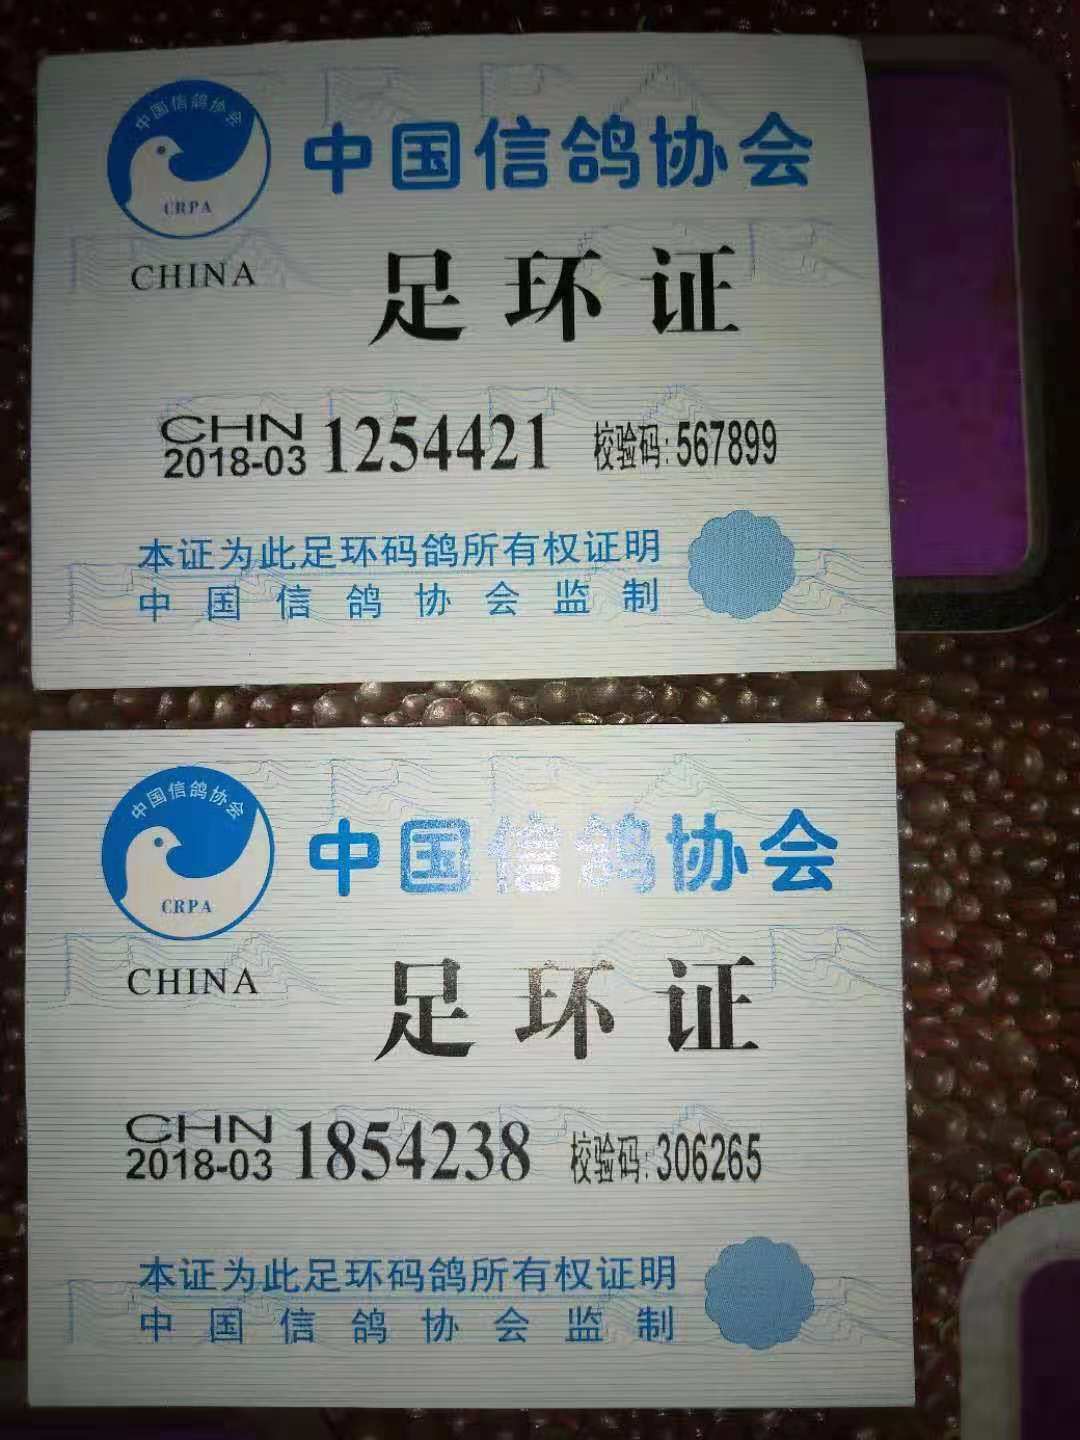 中国信鸽协会
CRPA
中国信鸽协会
CHINA
足环证
CHN
2018-03 1254421 校验码:567899
本证为此足环码鸽所有权证明
中国信鸽协会监制
中国信鸽协会
CRPA
中国信鸽协会
CHINA
足环证
CHN
2018-03 1854238 校验码:306265
本证为此足环码鸽所有权证明
中国信鸽协会监制